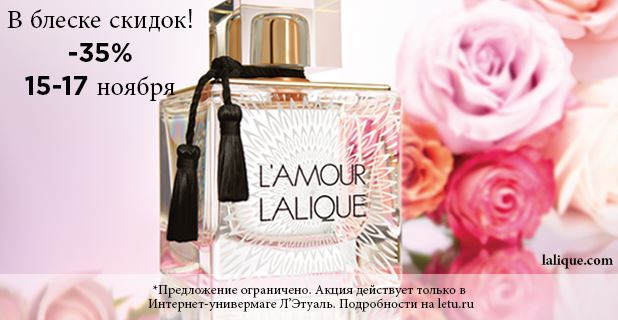 В блеске скидок!
-35%
15-17 ноября
L'AMOUR
LALIQUE
lalique.com
*Предложение ограничено. Акция действует только в
Интернет-универмаге Л'Этуаль. Подробности на letu.ru